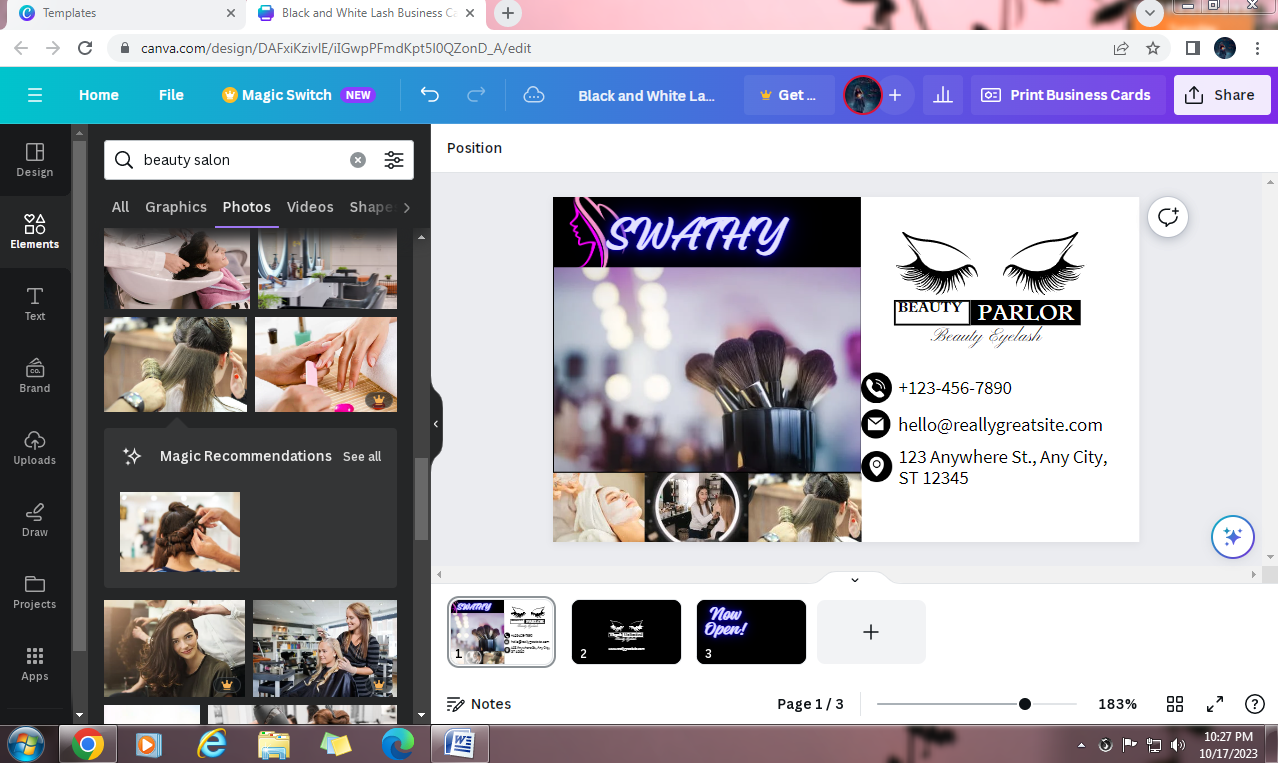 Templates
Black and White Lash Business Ca
canva.com/design/DAFxiKzivlE/iIGwpPFmdKpt5I0QZonD_A/edit
Home
File
Magic Switch
NEW
Black and White La...
Get ...
Print Business Cards
Share
Design
Elements
Text
Brand
CO.
Uploads
Draw
Projects
Apps
beauty salon
All
Graphics
Photos
Videos
Shape
Magic Recommendations
See all
Position
SWATHY
BEAUTY PARLOR
Beauty Eyelash
+123-456-7890
hello@reallygreatsite.com
123 Anywhere St., Any City,
ST 12345
SWATHY
1
2
Now
Open!
3
Notes
Page 1 / 3
183%
10:27 PM
10/17/2023